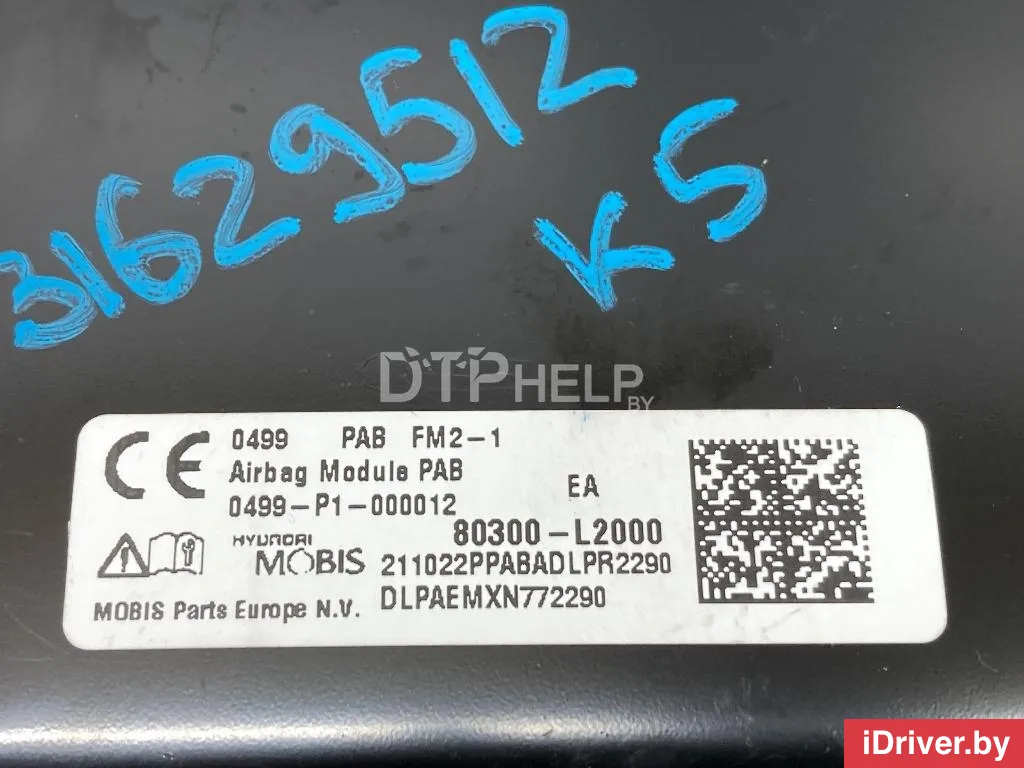 31629512
K5
DTPHELP.BY
CE 0499 PAB FM2-1
Airbag Module PAB
0499-P1-000012 EA
80300-L2000
HYUNDAI
MOBIS 211022PPABADLPR2290
MOBIS Parts Europe N.V. DLPAEMXN772290
iDriver.by